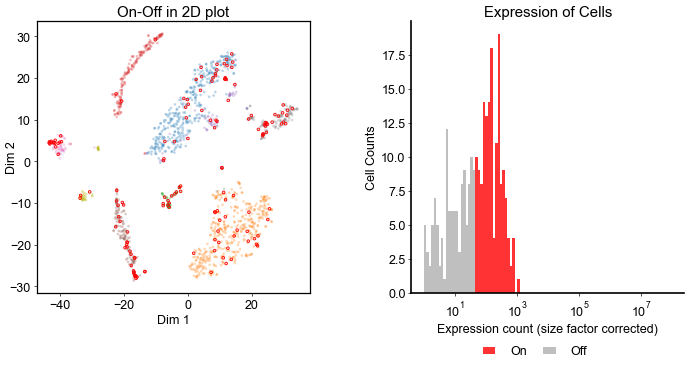 On-Off in 2D plot
30
20
10
0
−10
−20
−30
Dim 2
−40
−20
0
20
Dim 1
Expression of Cells
17.5
15.0
12.5
10.0
7.5
5.0
2.5
0.0
Cell Counts
10^1
10^3
10^5
10^7
Expression count (size factor corrected)
On
Off